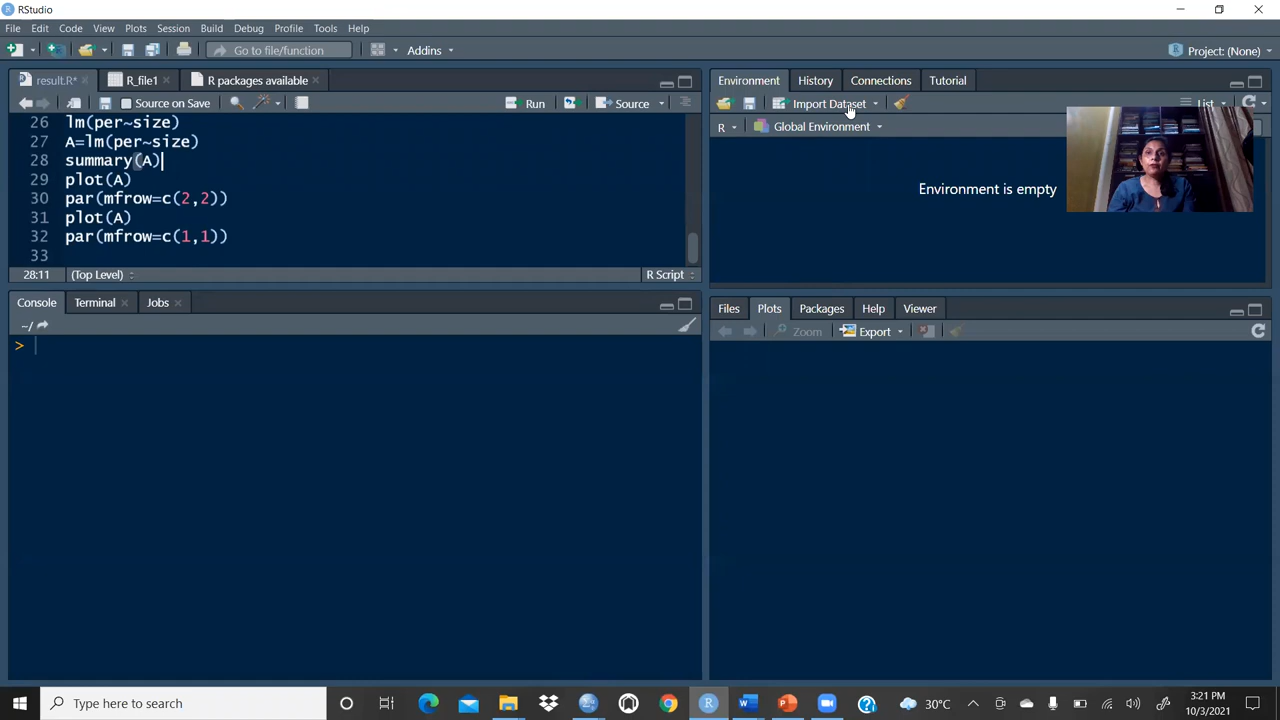 RStudio
File Edit Code View Plots Session Build Debug Profile Tools Help
Go to file/function Addins Project: (None)
result.R* R_file1 R packages available
Source on Save Run Source
26 lm(per~size)
27 A=lm(per~size)
28 summary(A)
29 plot(A)
30 par(mfrow=c(2,2))
31 plot(A)
32 par(mfrow=c(1,1))
33
28:11 (Top Level) R Script
Console Terminal Jobs
~/
>
Environment History Connections Tutorial
Import Dataset List
R Global Environment
Environment is empty
Files Plots Packages Help Viewer
Zoom Export
Type here to search
30°C
3:21 PM
10/3/2021